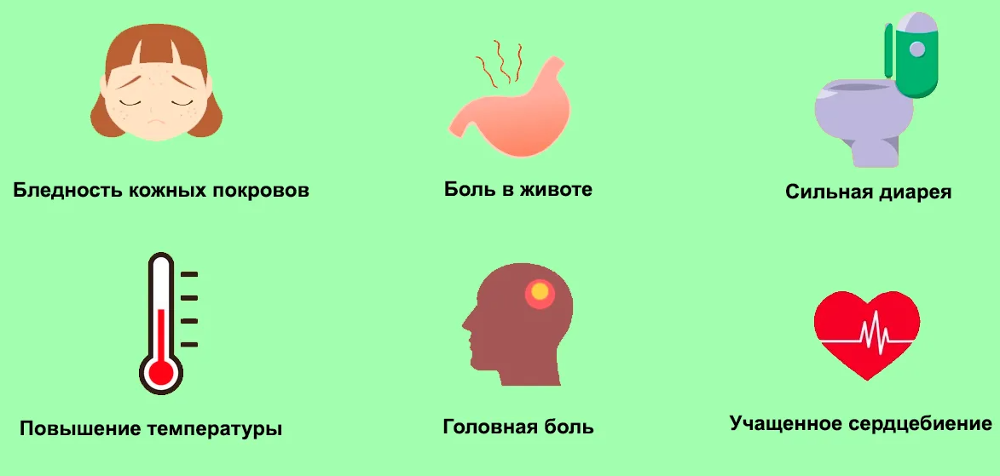 Бледность кожных покровов
Боль в животе
Сильная диарея
Повышение температуры
Головная боль
Учащенное сердцебиение